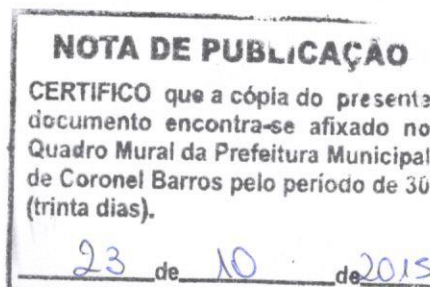 NOTA DE PUBLICAÇÃO
CERTIFICO que a cópia do presente
documento encontra-se afixado no
Quadro Mural da Prefeitura Municipal
de Coronel Barros pelo período de 30
(trinta dias).
23 de 10 de 2015